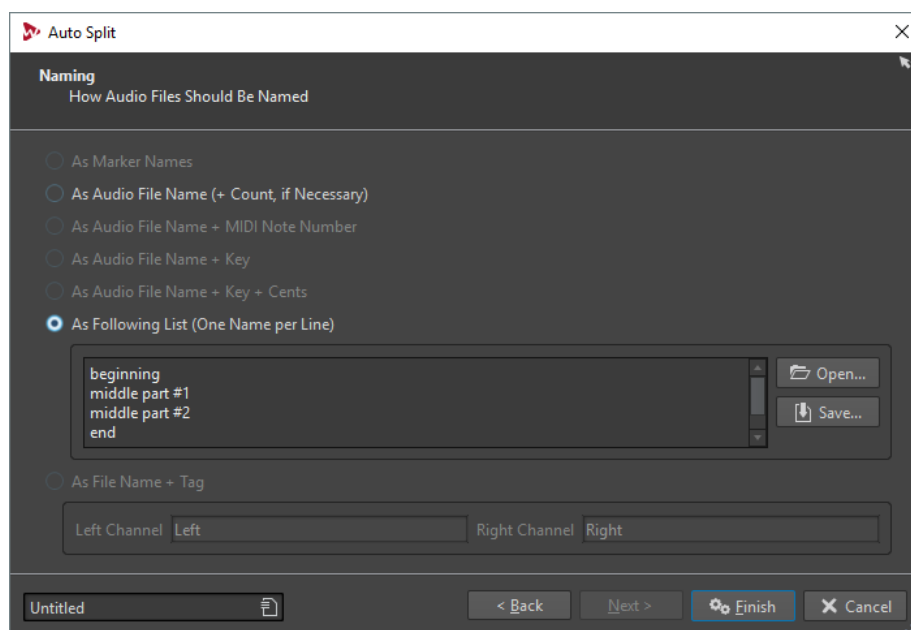 Auto Split
Naming
How Audio Files Should Be Named
As Marker Names
As Audio File Name (+ Count, if Necessary)
As Audio File Name + MIDI Note Number
As Audio File Name + Key
As Audio File Name + Key + Cents
As Following List (One Name per Line)
beginning
middle part #1
middle part #2
end
Open...
Save...
As File Name + Tag
Left Channel Left Right Channel Right
Untitled < Back Next > Finish Cancel